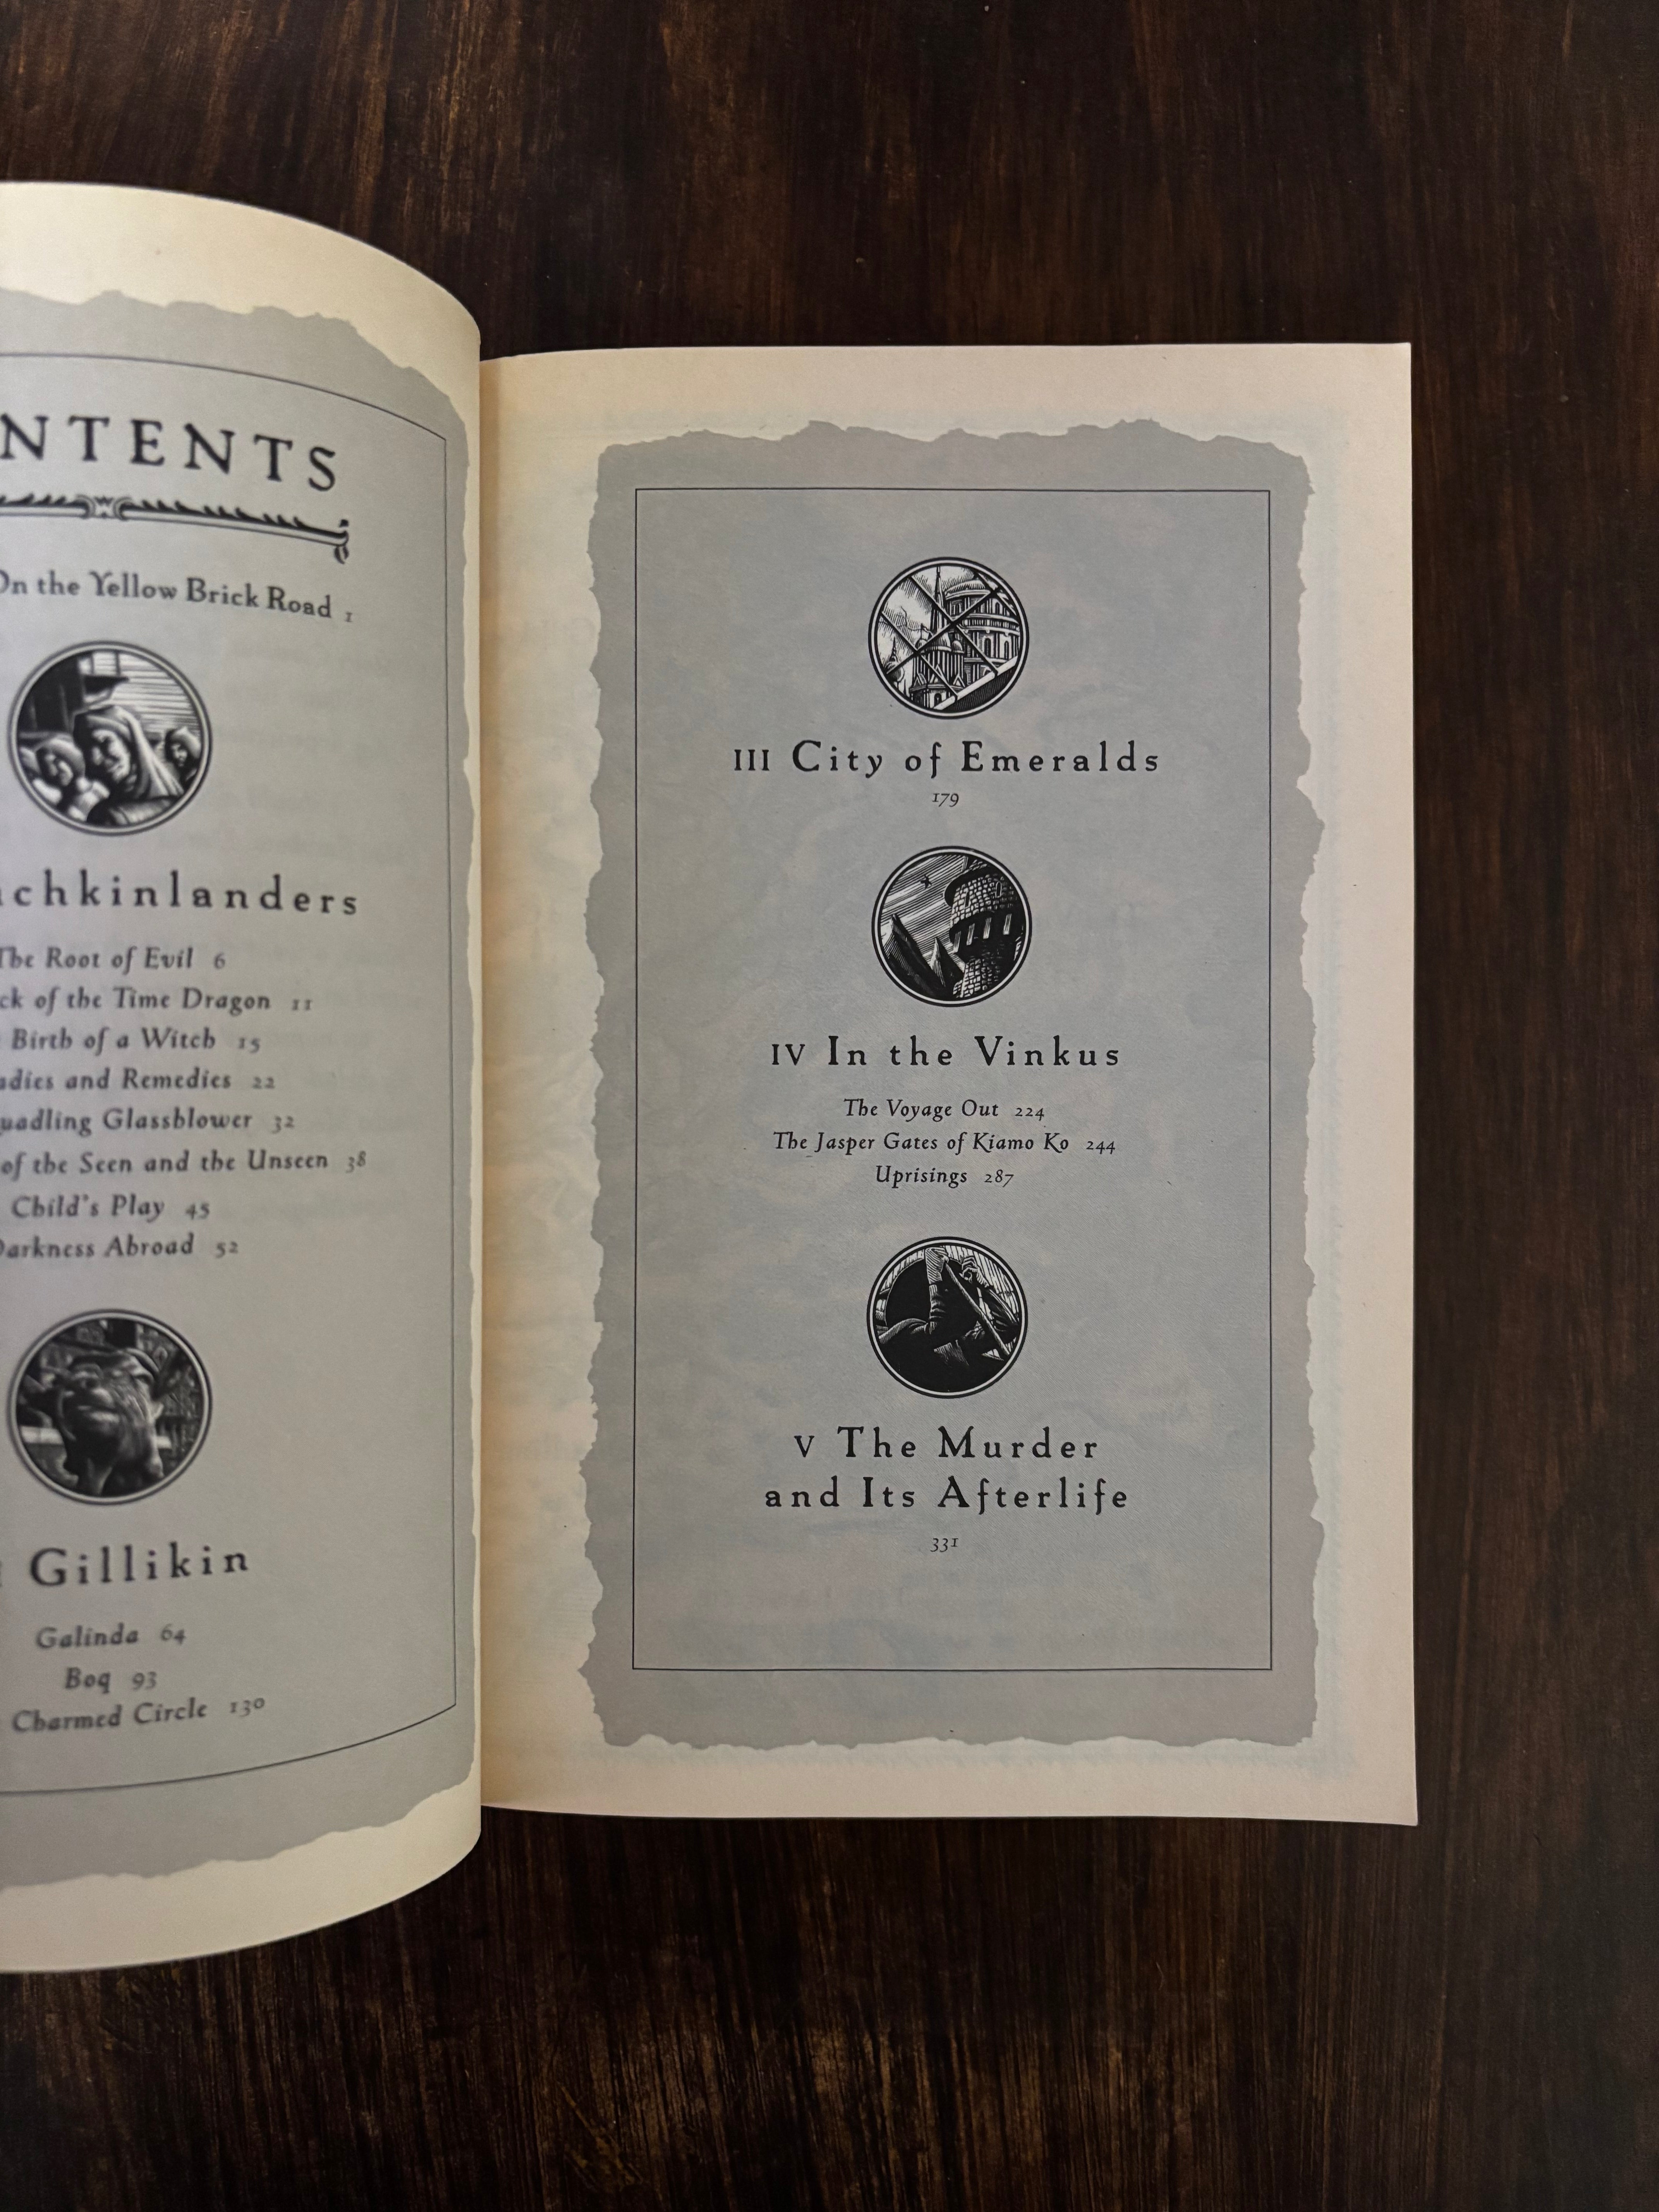 NTENTS
On the Yellow Brick Road 1
chkinlanders
The Root of Evil 6
ck of the Time Dragon 11
Birth of a Witch 15
adies and Remedies 22
uadling Glassblower 32
of the Seen and the Unseen 38
Child's Play 45
Darkness Abroad 52
Gillikin
Galinda 64
Boq 93
Charmed Circle 130
III City of Emeralds
179
IV In the Vinkus
The Voyage Out 224
The Jasper Gates of Kiamo Ko 244
Uprisings 287
V The Murder
and Its Afterlife
331